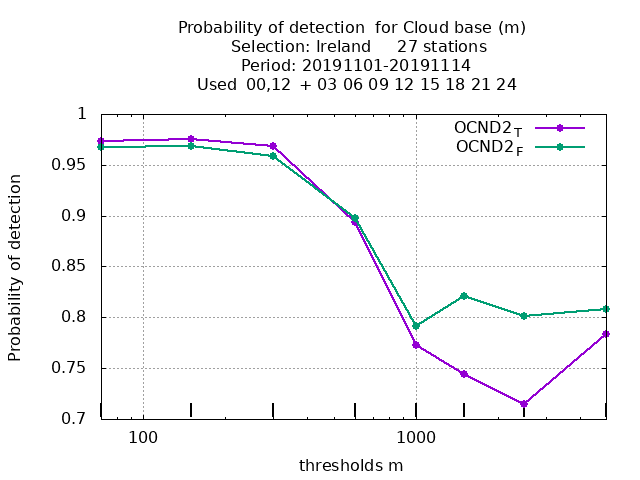 Probability of detection  for Cloud base (m)
Selection: Ireland     27 stations
Period: 20191101-20191114
Used  00,12  + 03 06 09 12 15 18 21 24
OCND2T
OCND2F
1
0.95
0.9
0.85
0.8
0.75
0.7
Probability of detection
100
1000
thresholds m